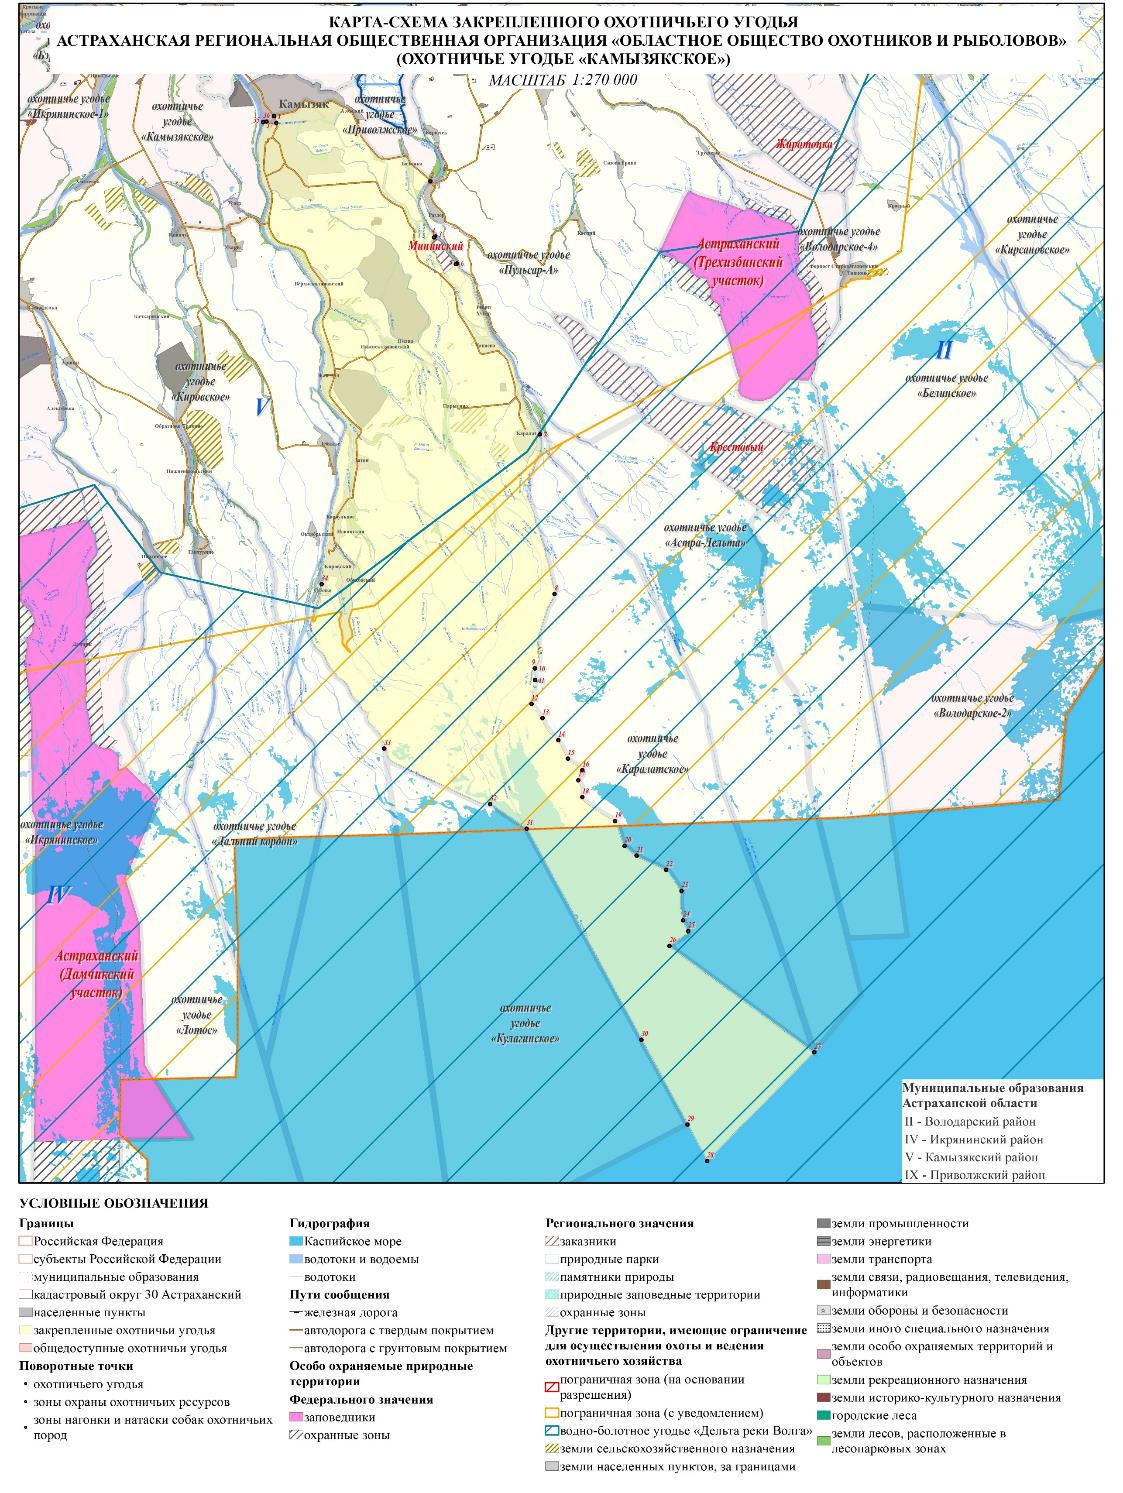 КАРТА-СХЕМА ЗАКРЕПЛЕННОГО ОХОТНИЧЬЕГО УГОДЬЯ
АСТРАХАНСКАЯ РЕГИОНАЛЬНАЯ ОБЩЕСТВЕННАЯ ОРГАНИЗАЦИЯ «ОБЛАСТНОЕ ОБЩЕСТВО ОХОТНИКОВ И РЫБОЛОВОВ»
(ОХОТНИЧЬЕ УГОДЬЕ «КАМЫЗЯКСКОЕ»)
МАСШТАБ 1:270 000
охотничье угодье
«Икрянинское-1»
охотничье
угодье
«Камызякское»
Камызяк
охотничье
угодье
«Приволжское»
Жиротопка
Мининский
охотничье угодье
«Пульсар-А»
Астраханский
(Трехизбинский
участок)
охотничье угодье
«Володарское-4»
охотничье
угодье
«Кирсановское»
II
охотничье угодье
«Белинское»
охотничье
угодье
«Кировское»
V
Крестовый
охотничье угодье
«Астра-Дельта»
охотничье угодье
«Володарское-2»
охотничье
угодье
«Каралатское»
охотничье угодье
«Икрянинское»
охотничье угодье
«Дальний кордон»
IV
Астраханский
(Дамчикский
участок)
охотничье
угодье
«Лотос»
охотничье
угодье
«Кулагинское»
Муниципальные образования
Астраханской области
II - Володарский район
IV - Икрянинский район
V - Камызякский район
IX - Приволжский район
УСЛОВНЫЕ ОБОЗНАЧЕНИЯ
Границы
Российская Федерация
субъекты Российской Федерации
муниципальные образования
кадастровый округ 30 Астраханский
населенные пункты
закрепленные охотничьи угодья
общедоступные охотничьи угодья
Поворотные точки
охотничьего угодья
зоны охраны охотничьих ресурсов
зоны нагонки и натаски собак охотничьих
пород
Гидрография
Каспийское море
водотоки и водоемы
водотоки
Пути сообщения
железная дорога
автодорога с твердым покрытием
автодорога с грунтовым покрытием
Особо охраняемые природные
территории
Федерального значения
заповедники
охранные зоны
Регионального значения
заказники
природные парки
памятники природы
природные заповедные территории
охранные зоны
Другие территории, имеющие ограничение
для осуществления охоты и ведения
охотничьего хозяйства
пограничная зона (на основании
разрешения)
пограничная зона (с уведомлением)
водно-болотное угодье «Дельта реки Волга»
земли сельскохозяйственного назначения
земли населенных пунктов, за границами
земли промышленности
земли энергетики
земли транспорта
земли связи, радиовещания, телевидения,
информатики
земли обороны и безопасности
земли иного специального назначения
земли особо охраняемых территорий и
объектов
земли рекреационного назначения
земли историко-культурного назначения
городские леса
земли лесов, расположенные в
лесопарковых зонах